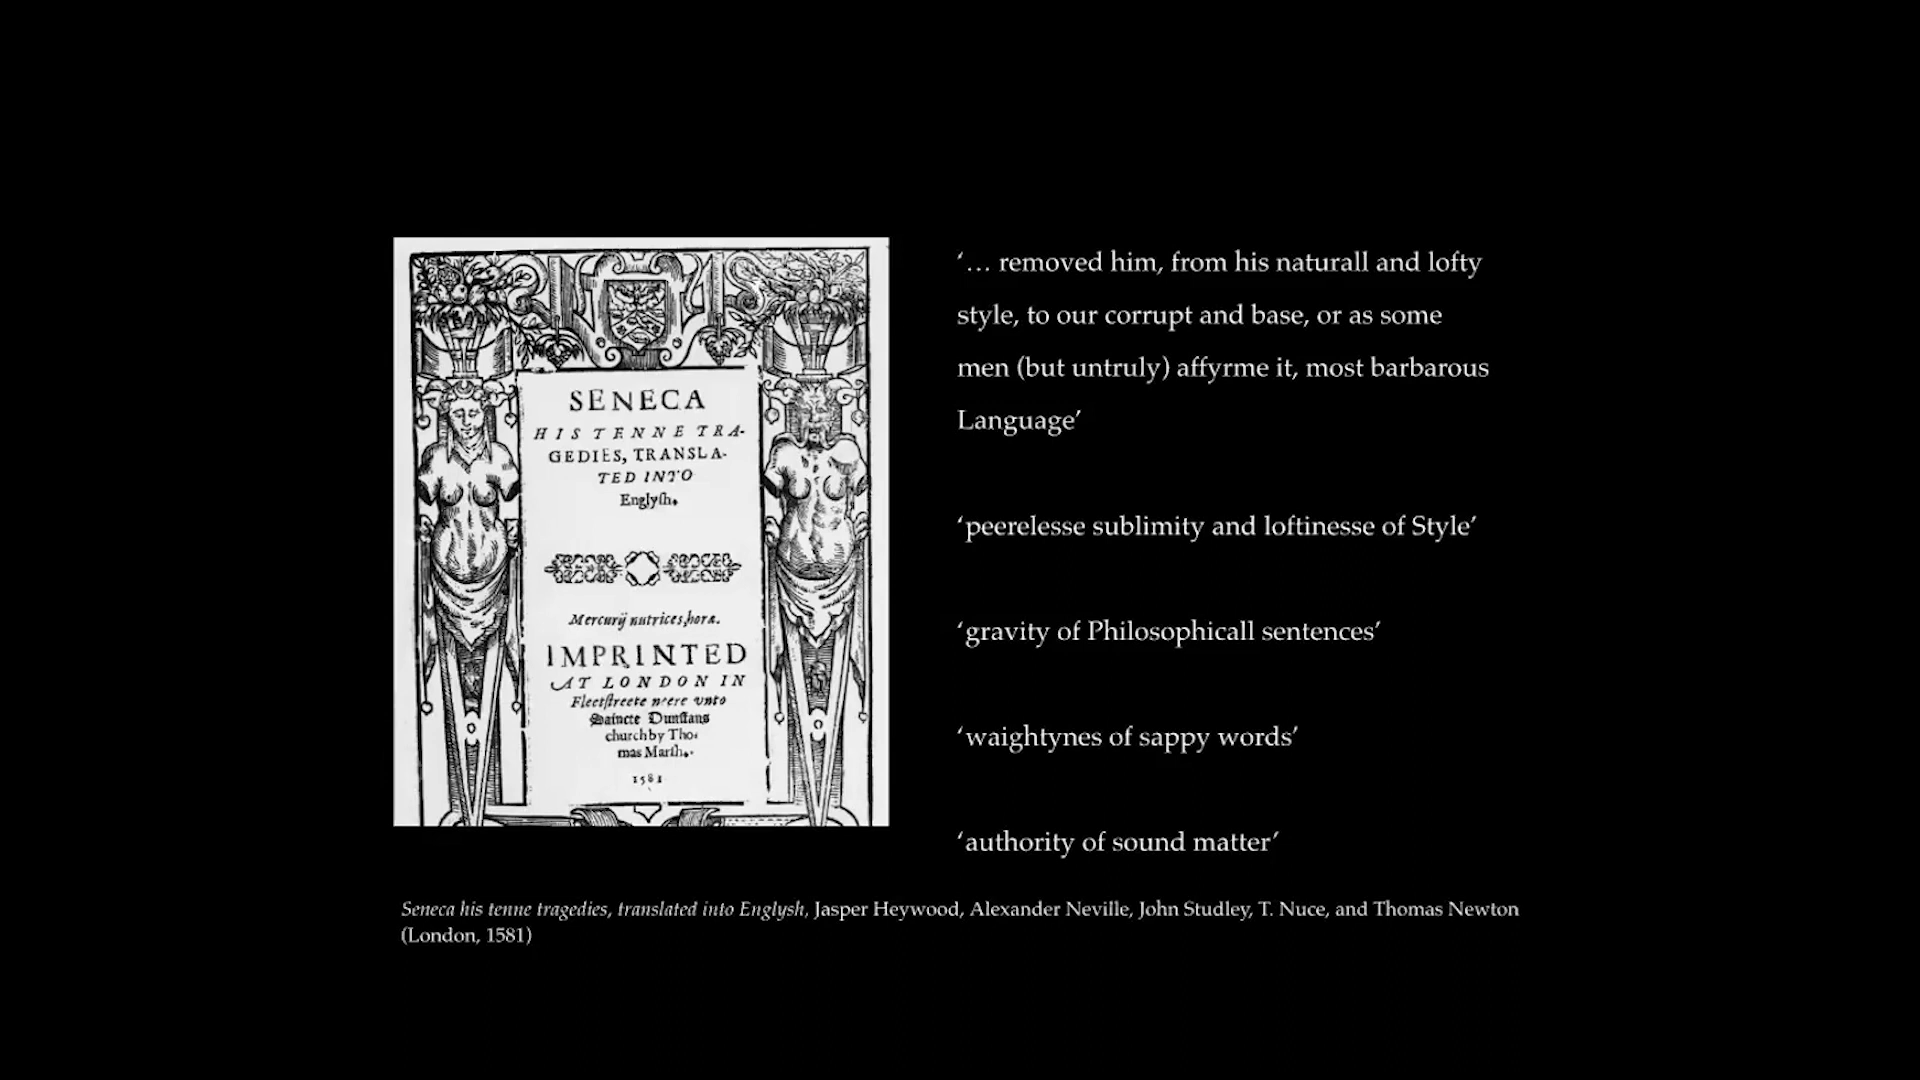 SENECA
HIS TENNE TRA-
GEDIES, TRANSLA-
TED INTO
Englyſh.
Mercurij nutrices, horæ.
IMPRINTED
AT LONDON IN
Fleetſtreete neere vnto
Saincte Dunſtans
church by Tho-
mas Marſh.
1581
‘… removed him, from his naturall and lofty
style, to our corrupt and base, or as some
men (but untruly) affyrme it, most barbarous
Language’
‘peerelesse sublimity and loftinesse of Style’
‘gravity of Philosophicall sentences’
‘waightynes of sappy words’
‘authority of sound matter’
Seneca his tenne tragedies, translated into Englysh, Jasper Heywood, Alexander Neville, John Studley, T. Nuce, and Thomas Newton
(London, 1581)